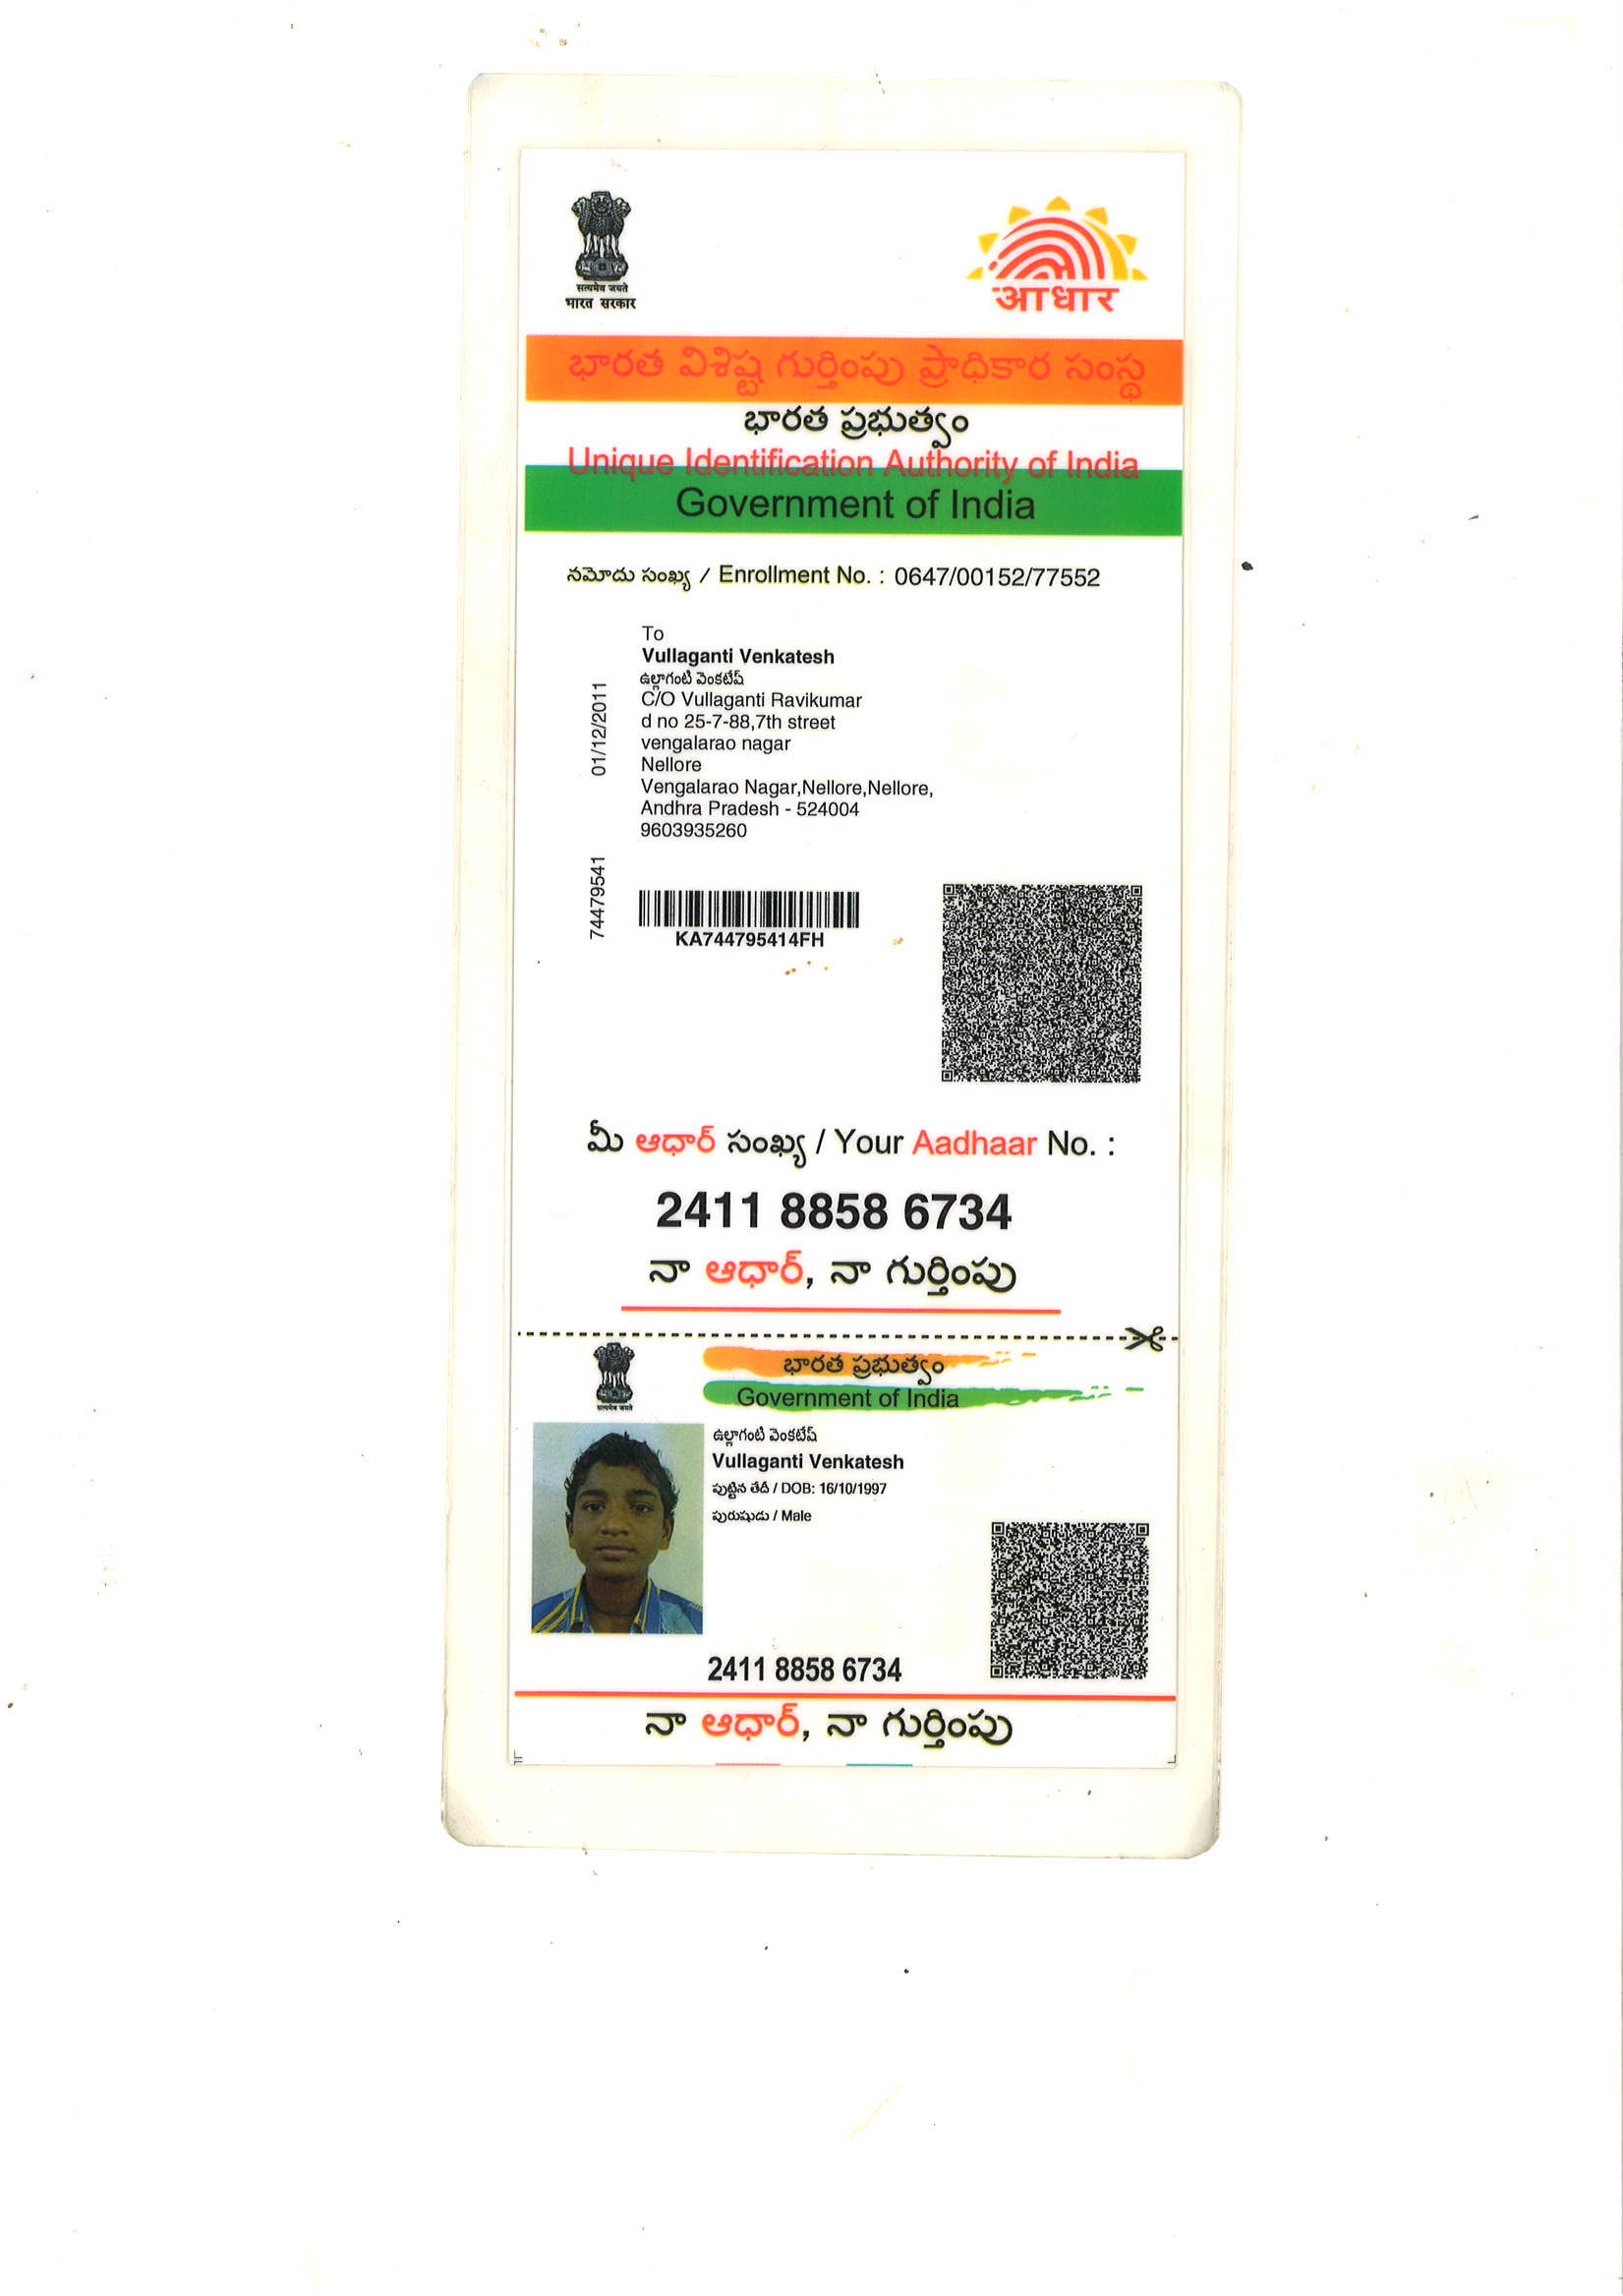 सत्यमेव जयते
भारत सरकार
आधार
భారత విశిష్ట గుర్తింపు ప్రాధికార సంస్థ
భారత ప్రభుత్వం
Unique Identification Authority of India
Government of India
నమోదు సంఖ్య / Enrollment No. : 0647/00152/77552
To
Vullaganti Venkatesh
ఉల్లాగంటి వెంకటేష్
C/O Vullaganti Ravikumar
d no 25-7-88,7th street
vengalarao nagar
Nellore
Vengalarao Nagar,Nellore,Nellore,
Andhra Pradesh - 524004
9603935260
01/12/2011
74479541
KA744795414FH
మీ ఆధార్ సంఖ్య / Your Aadhaar No. :
2411 8858 6734
నా ఆధార్, నా గుర్తింపు
सत्यमेव जयते
భారత ప్రభుత్వం
Government of India
ఉల్లాగంటి వెంకటేష్
Vullaganti Venkatesh
పుట్టిన తేదీ / DOB: 16/10/1997
పురుషుడు / Male
2411 8858 6734
నా ఆధార్, నా గుర్తింపు